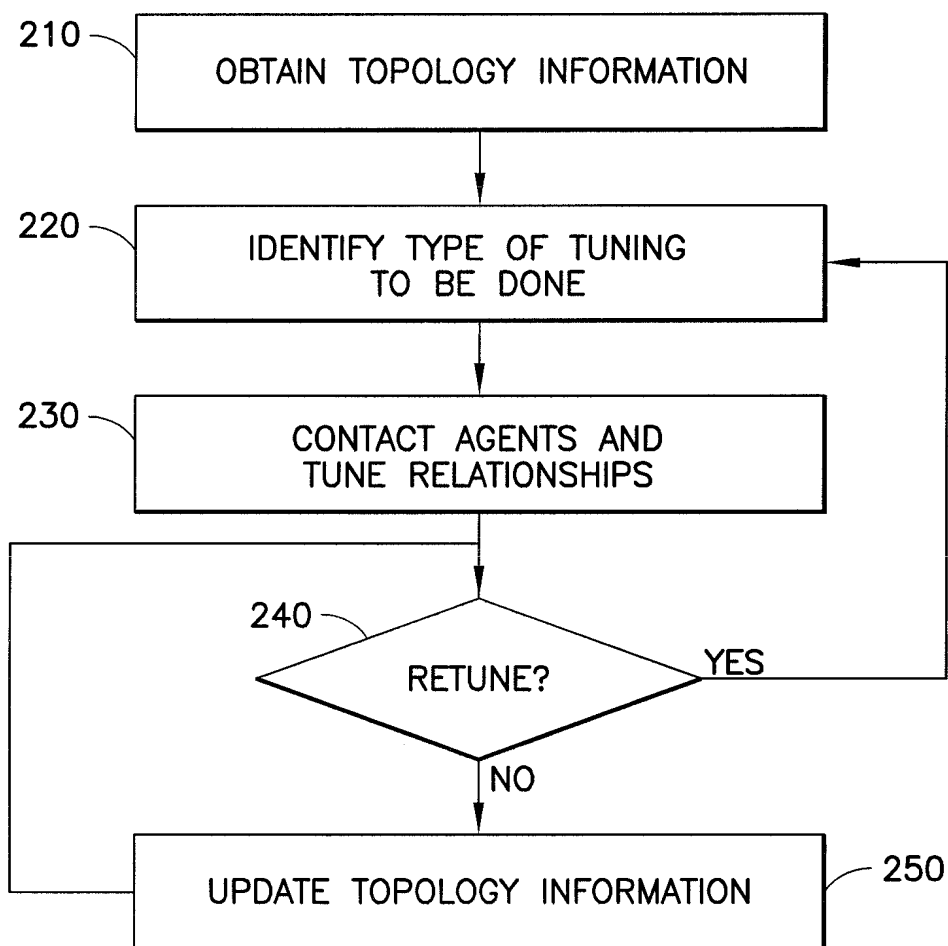 210
OBTAIN TOPOLOGY INFORMATION
220
IDENTIFY TYPE OF TUNING
TO BE DONE
230
CONTACT AGENTS AND
TUNE RELATIONSHIPS
240
RETUNE?
YES
NO
UPDATE TOPOLOGY INFORMATION
250